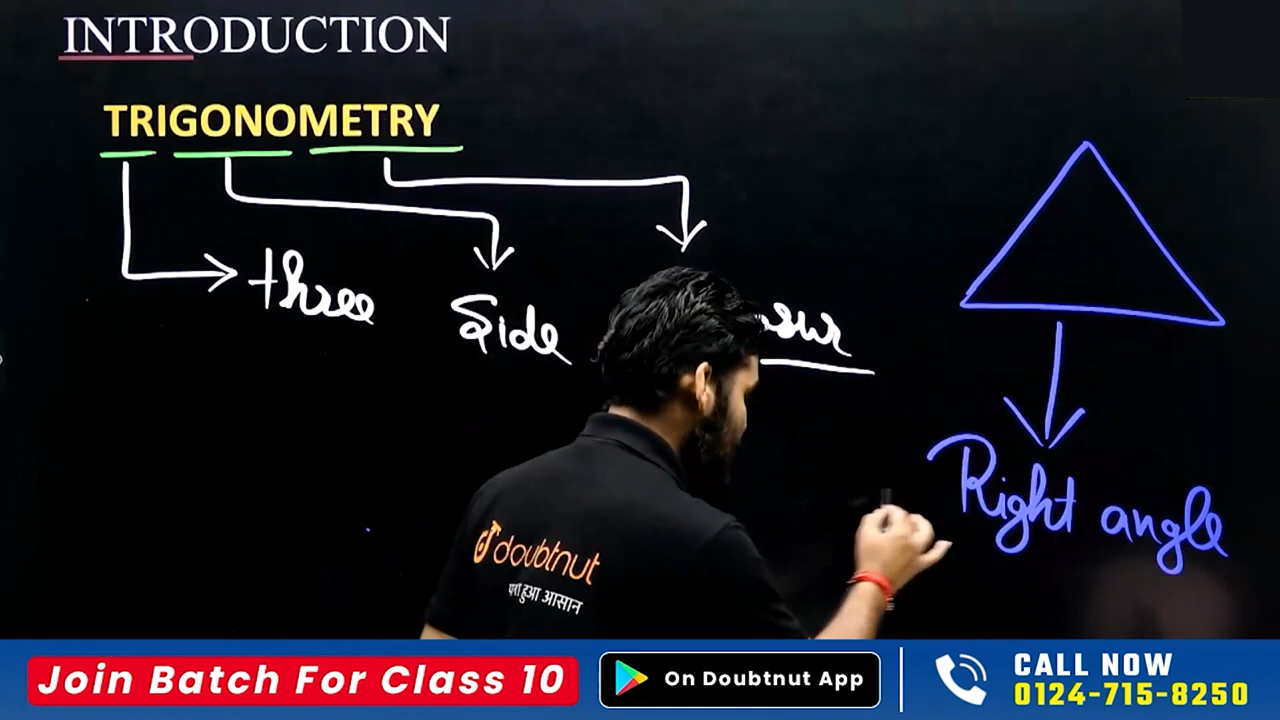 INTRODUCTION
TRIGONOMETRY
three
Side
Right angle
doubtnut
हुआ आसान
Join Batch For Class 10
On Doubtnut App
CALL NOW
0124-715-8250